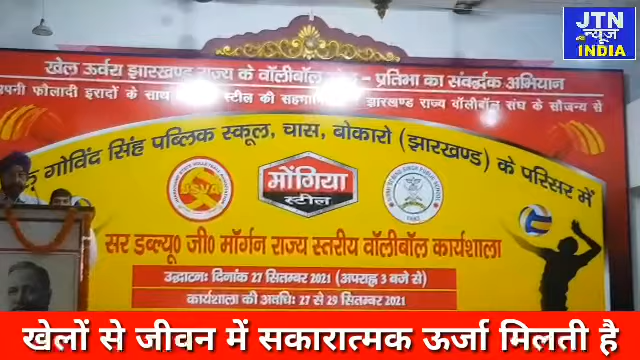 JTN
न्यूज
INDIA
खेल ऊर्वरा झारखण्ड राज्य के वॉलीबॉल खेल – प्रतिभा का संवर्द्धक अभियान
अपनी फौलादी इरादों के साथ स्टील की सहभागिता झारखण्ड राज्य वॉलीबॉल संघ के सौजन्य से
गोविंद सिंह पब्लिक स्कूल, चास, बोकारो (झारखण्ड) के परिसर में
JSVA
मोंगिया
स्टील
सर डब्ल्यू० जी० मॉर्गन राज्य स्तरीय वॉलीबॉल कार्यशाला
उद्घाटनः दिनांक 27 सितम्बर 2021 (अपराह्न 3 बजे से)
कार्यशाला की अवधिः 27 से 29 सितम्बर 2021
खेलों से जीवन में सकारात्मक ऊर्जा मिलती है